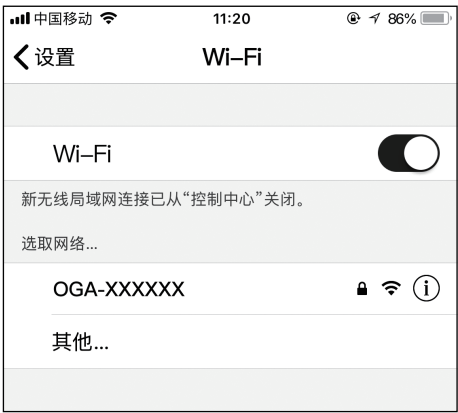 中国移动 11:20 86%
设置 Wi–Fi
Wi–Fi
新无线局域网连接已从“控制中心”关闭。
选取网络...
OGA-XXXXXX
其他...